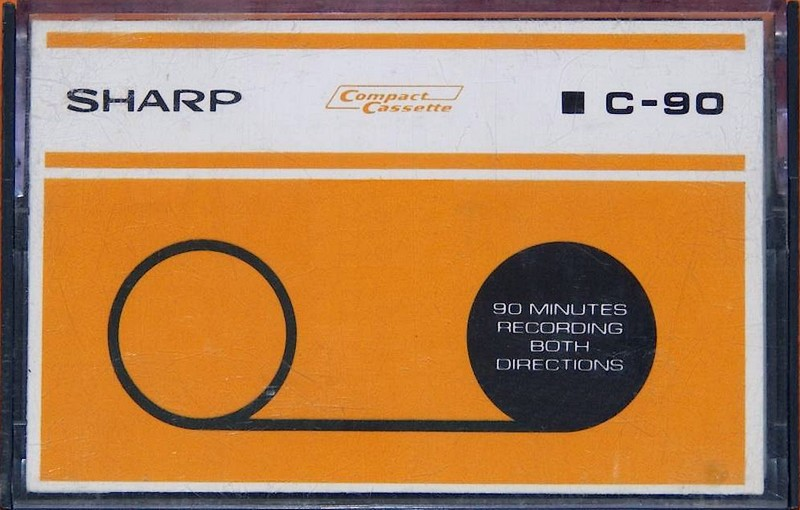 SHARP
Compact
Cassette
■ C-90
90 MINUTES
RECORDING
BOTH
DIRECTIONS